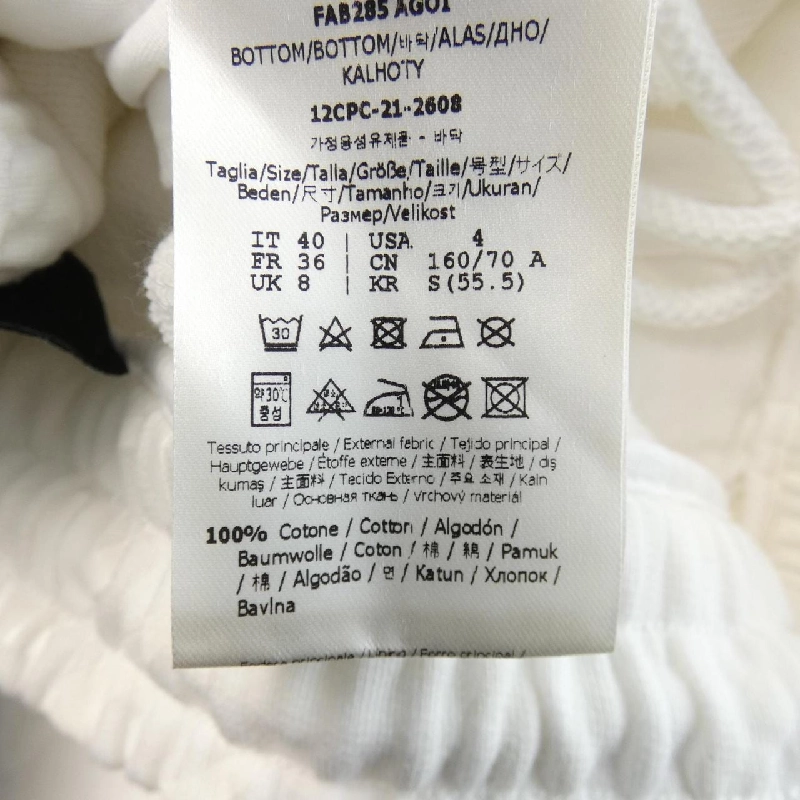 FAB285 AG01
BOTTOM/BOTTOM/바닥/ALAS/ДНО/
KALHOTY
12CPC-21-2608
가정용섬유제품 - 바닥
Taglia/Size/Talla/Größe/Taille/号型/サイズ/
Beden/尺寸/Tamanho/크기/Ukuran/
Размер/Velikost
IT 40 | USA 4
FR 36 | CN 160/70 A
UK 8 | KR S(55.5)
30
약30℃
중성
Tessuto principale / External fabric / Tejido principal /
Hauptgewebe / Étoffe externe / 主面料 / 表生地 / dış
kumaş / 主面料 / Tecido Externo / 주요 소재 / Kain
luar / Основная ткань / Vrchový materiál
100% Cotone / Cotton / Algodón /
Baumwolle / Coton / 棉 / 綿 / Pamuk
/ 棉 / Algodão / 면 / Katun / Хлопок /
Bavlna